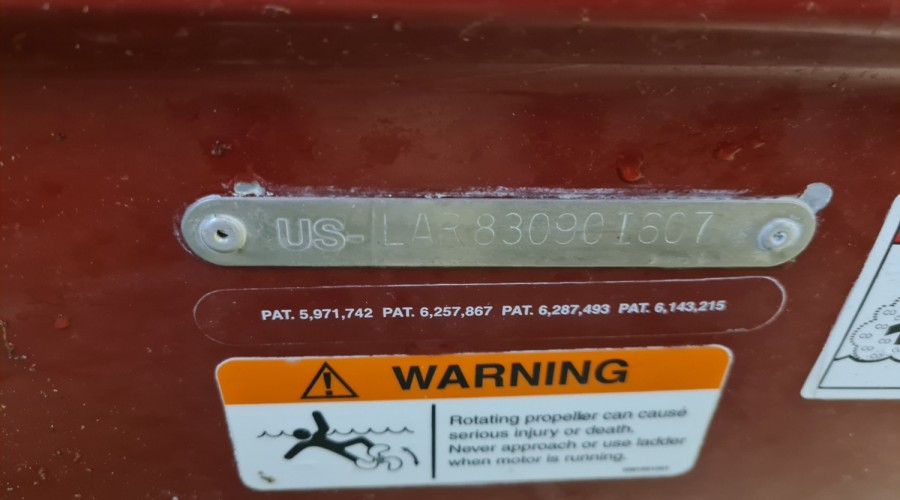 US-LAR83090I607
PAT. 5,971,742 PAT. 6,257,867 PAT. 6,287,493 PAT. 6,143,215
WARNING
Rotating propeller can cause
serious injury or death.
Never approach or use ladder
when motor is running.